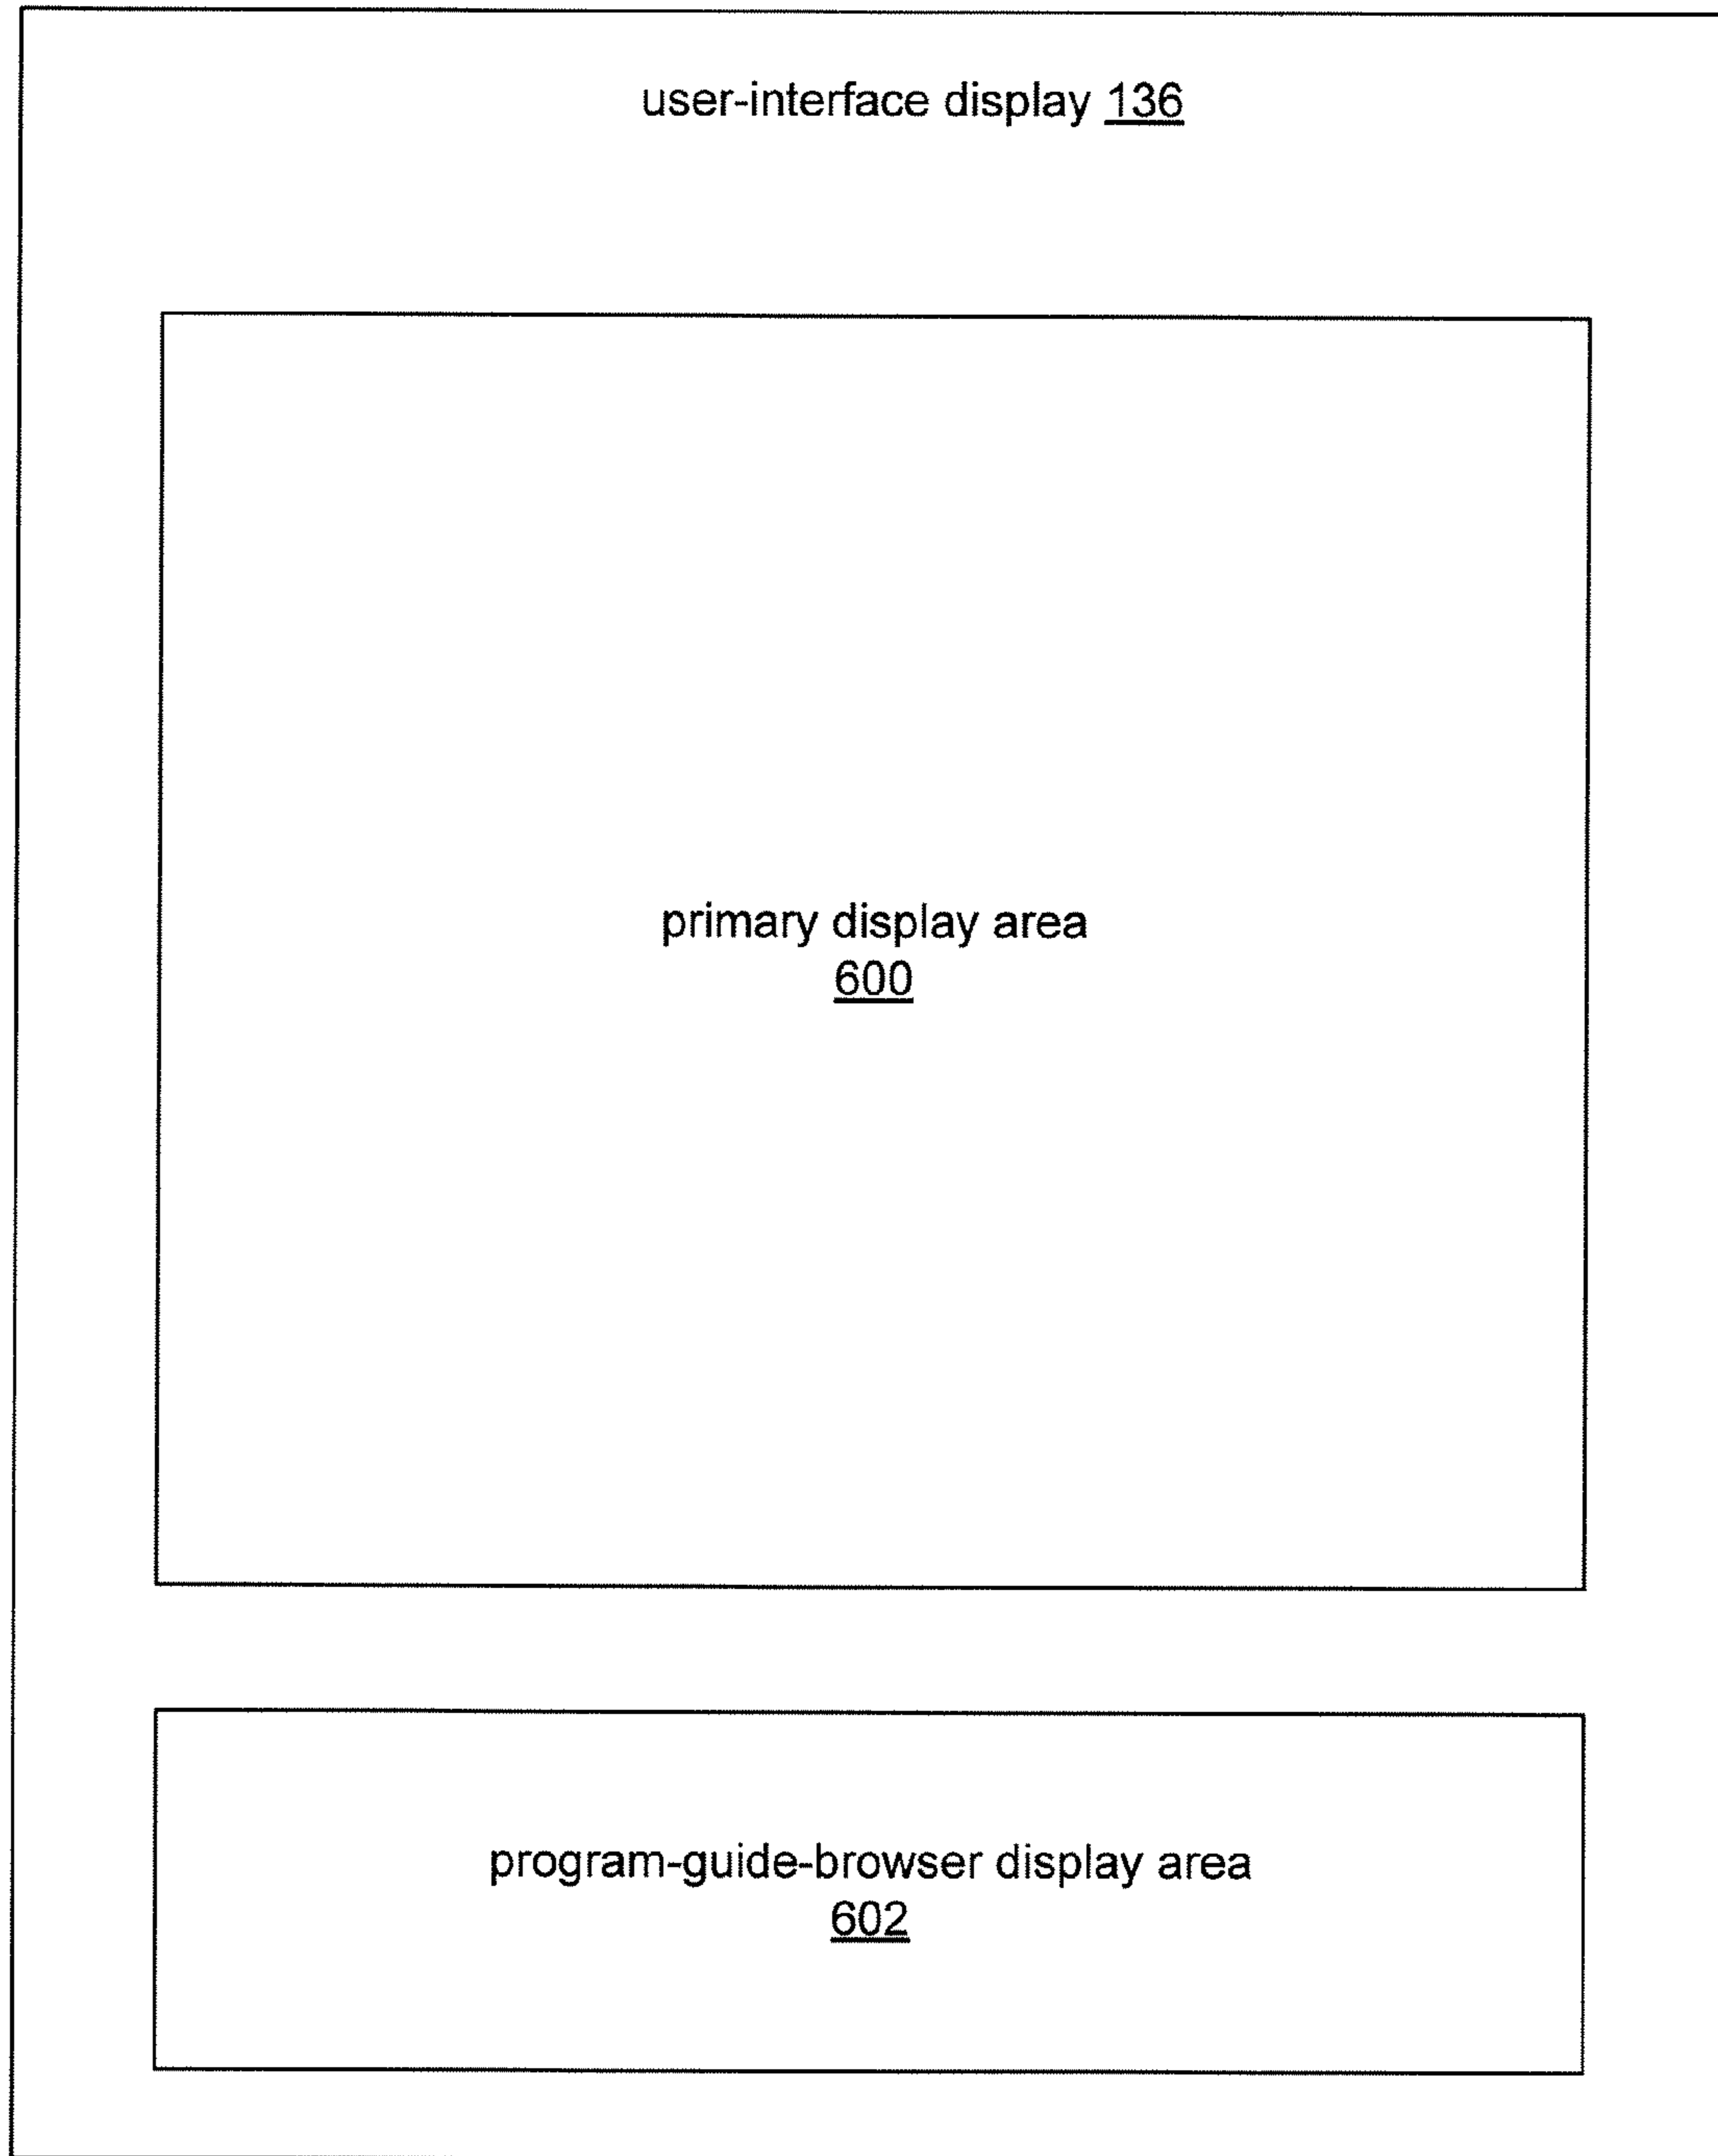 user-interface display 136
primary display area
600
program-guide-browser display area
602